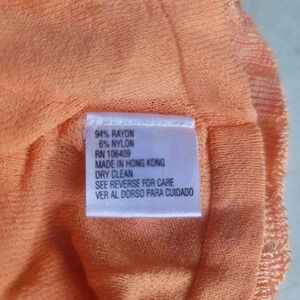 94% RAYON
6% NYLON
RN 106409
MADE IN HONG KONG
DRY CLEAN
SEE REVERSE FOR CARE
VER AL DORSO PARA CUIDADO